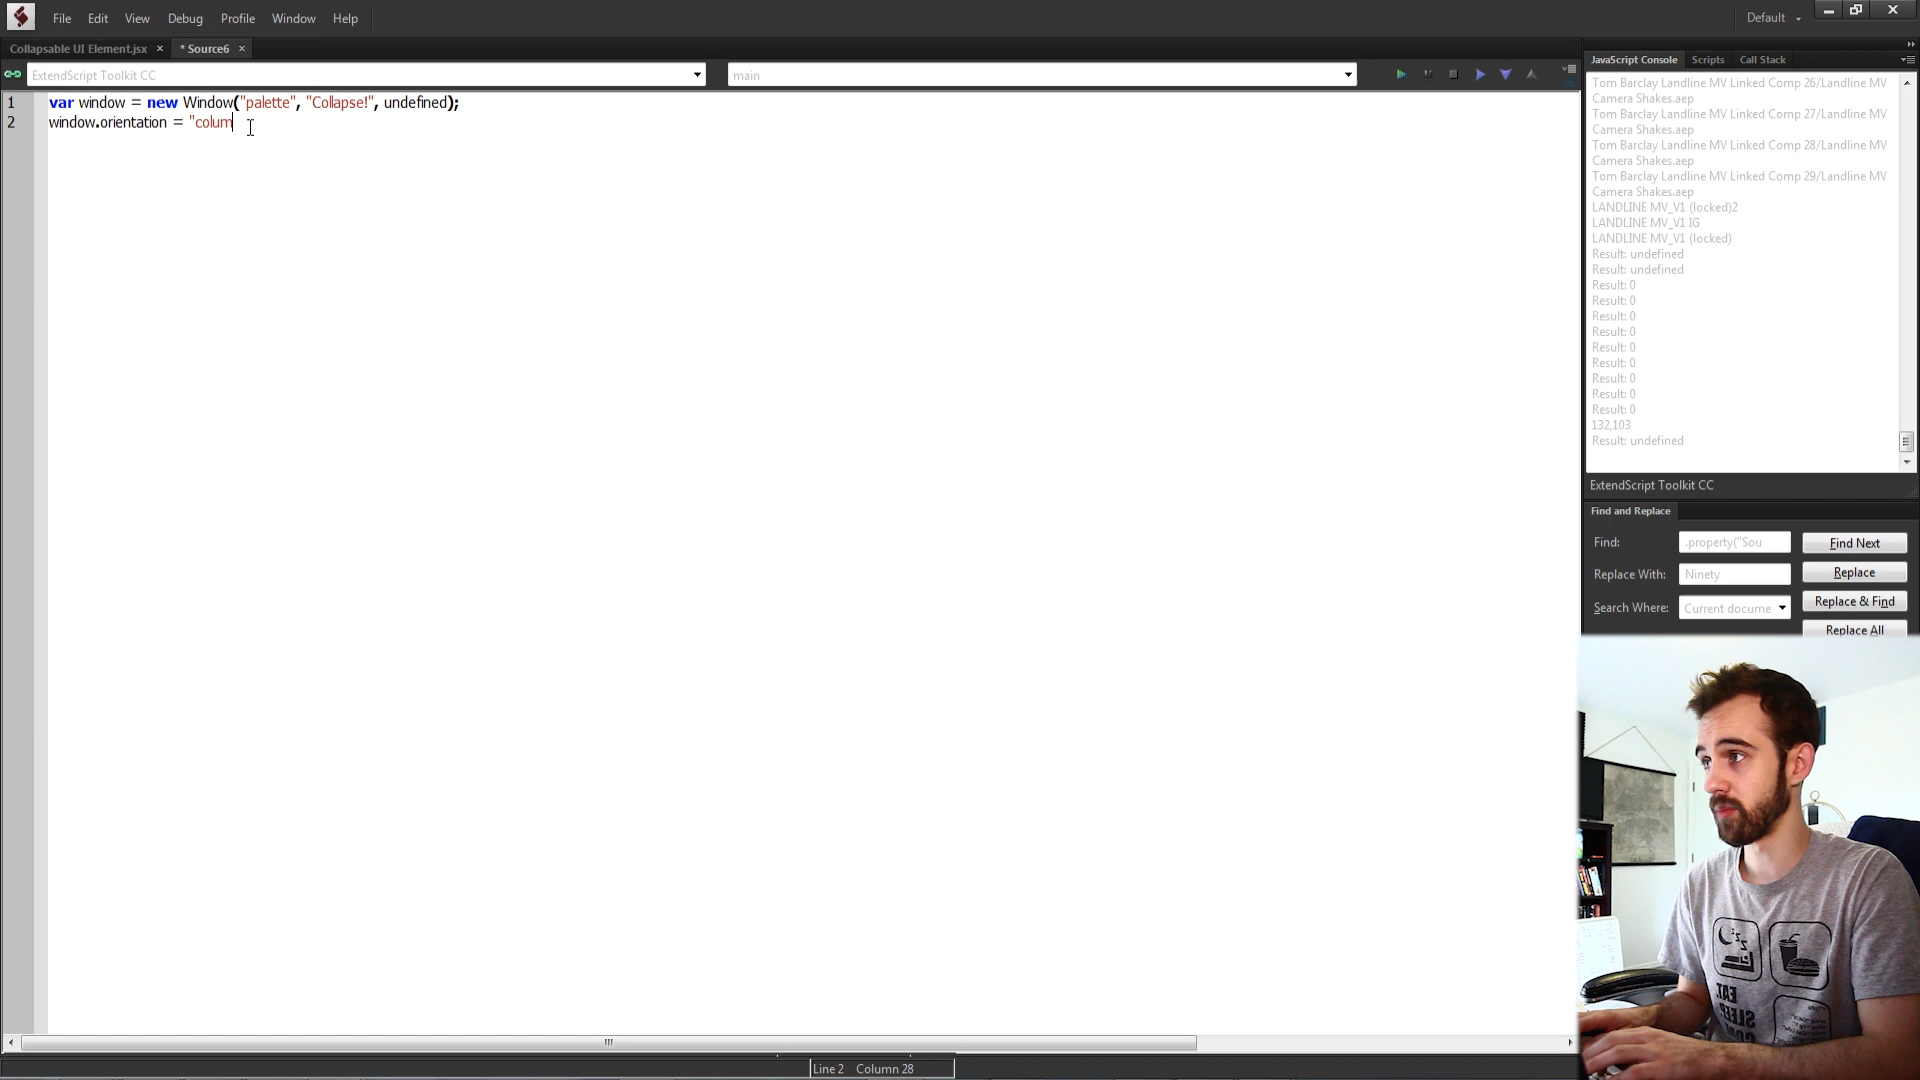 File Edit View Debug Profile Window Help
Default
Collapsable UI Element.jsx × * Source6 ×
ExtendScript Toolkit CC
main
1 var window = new Window("palette", "Collapse!", undefined);
2 window.orientation = "colum
Line 2 Column 28
JavaScript Console Scripts Call Stack
Tom Barclay Landline MV Linked Comp 26/Landline MV
Camera Shakes.aep
Tom Barclay Landline MV Linked Comp 27/Landline MV
Camera Shakes.aep
Tom Barclay Landline MV Linked Comp 28/Landline MV
Camera Shakes.aep
Tom Barclay Landline MV Linked Comp 29/Landline MV
Camera Shakes.aep
LANDLINE MV_V1 (locked)2
LANDLINE MV_V1 IG
LANDLINE MV_V1 (locked)
Result: undefined
Result: undefined
Result: 0
Result: 0
Result: 0
Result: 0
Result: 0
Result: 0
Result: 0
Result: 0
Result: 0
132,103
Result: undefined
ExtendScript Toolkit CC
Find and Replace
Find: .property("Sou Find Next
Replace With: Ninety Replace
Search Where: Current docume Replace & Find
Replace All
EAT.
SLEEP